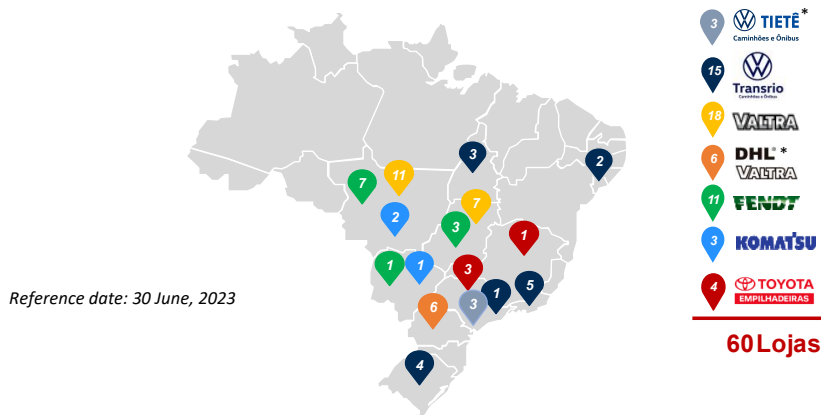 3 TIETÊ*
Caminhões e Ônibus
15
Transrio
Caminhões e Ônibus
18 VALTRA
6 DHL*
VALTRA
11 FENDT
3 KOMATSU
4 TOYOTA
EMPILHADEIRAS
60 Lojas
3
2
11
7
7
2
3
1
1
1
3
5
1
3
6
4
Reference date: 30 June, 2023